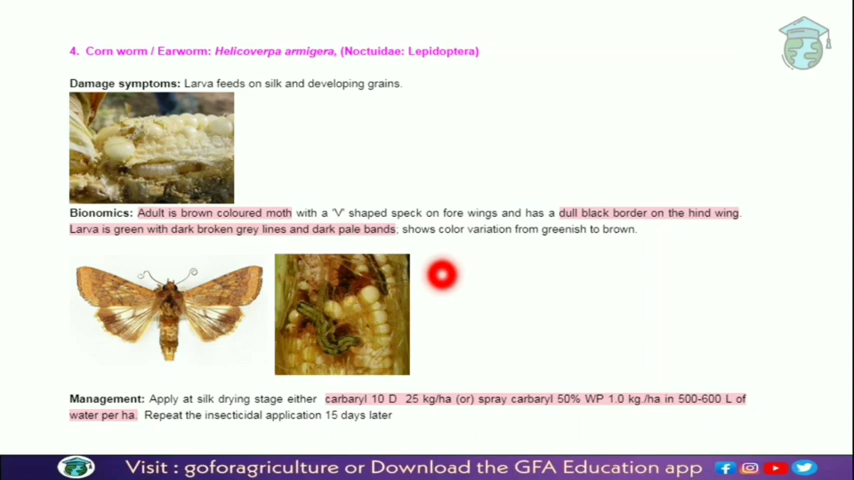 4. Corn worm / Earworm: Helicoverpa armigera, (Noctuidae: Lepidoptera)
Damage symptoms: Larva feeds on silk and developing grains.
Bionomics: Adult is brown coloured moth with a 'V' shaped speck on fore wings and has a dull black border on the hind wing.
Larva is green with dark broken grey lines and dark pale bands; shows color variation from greenish to brown.
Management: Apply at silk drying stage either carbaryl 10 D 25 kg/ha (or) spray carbaryl 50% WP 1.0 kg./ha in 500-600 L of
water per ha. Repeat the insecticidal application 15 days later
Visit : goforagriculture or Download the GFA Education app